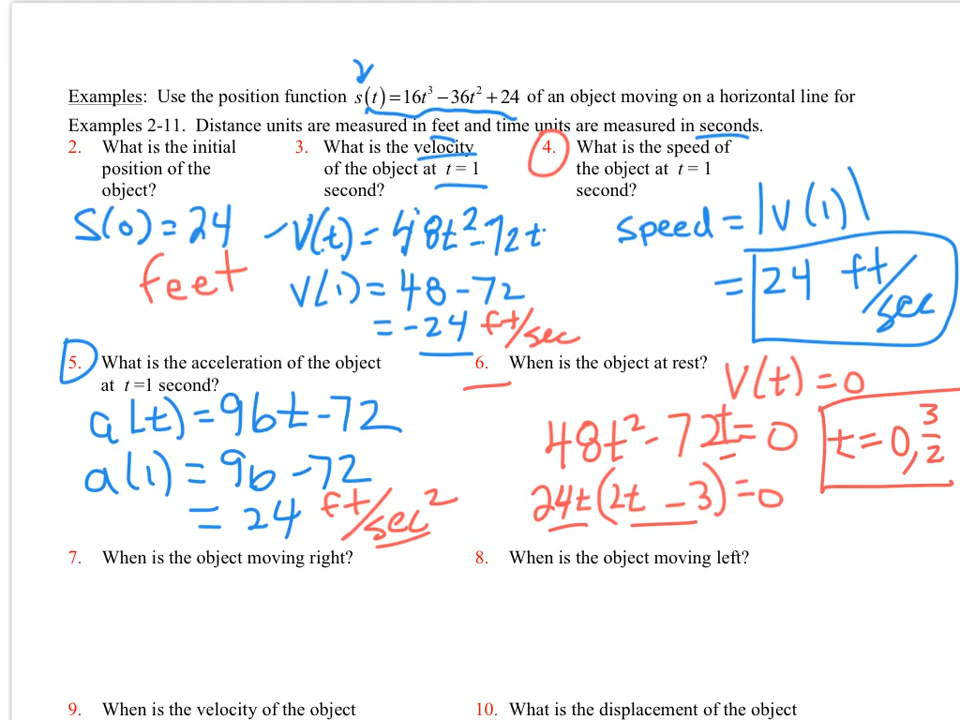 Examples: Use the position function s(t)=16t³−36t²+24 of an object moving on a horizontal line for
Examples 2-11. Distance units are measured in feet and time units are measured in seconds.
2. What is the initial position of the object?
S(0)=24
feet
3. What is the velocity of the object at t = 1 second?
V(t)=48t²-72t
V(1)=48-72
=-24 ft/sec
4. What is the speed of the object at t = 1 second?
Speed = |V(1)|
= 24 ft/sec
5. What is the acceleration of the object at t =1 second?
a(t)=96t-72
a(1)=96-72
= 24 ft/sec²
6. When is the object at rest?
V(t)=0
48t²-72t=0
24t(2t-3)=0
t=0, 3/2
7. When is the object moving right?
8. When is the object moving left?
9. When is the velocity of the object
10. What is the displacement of the object